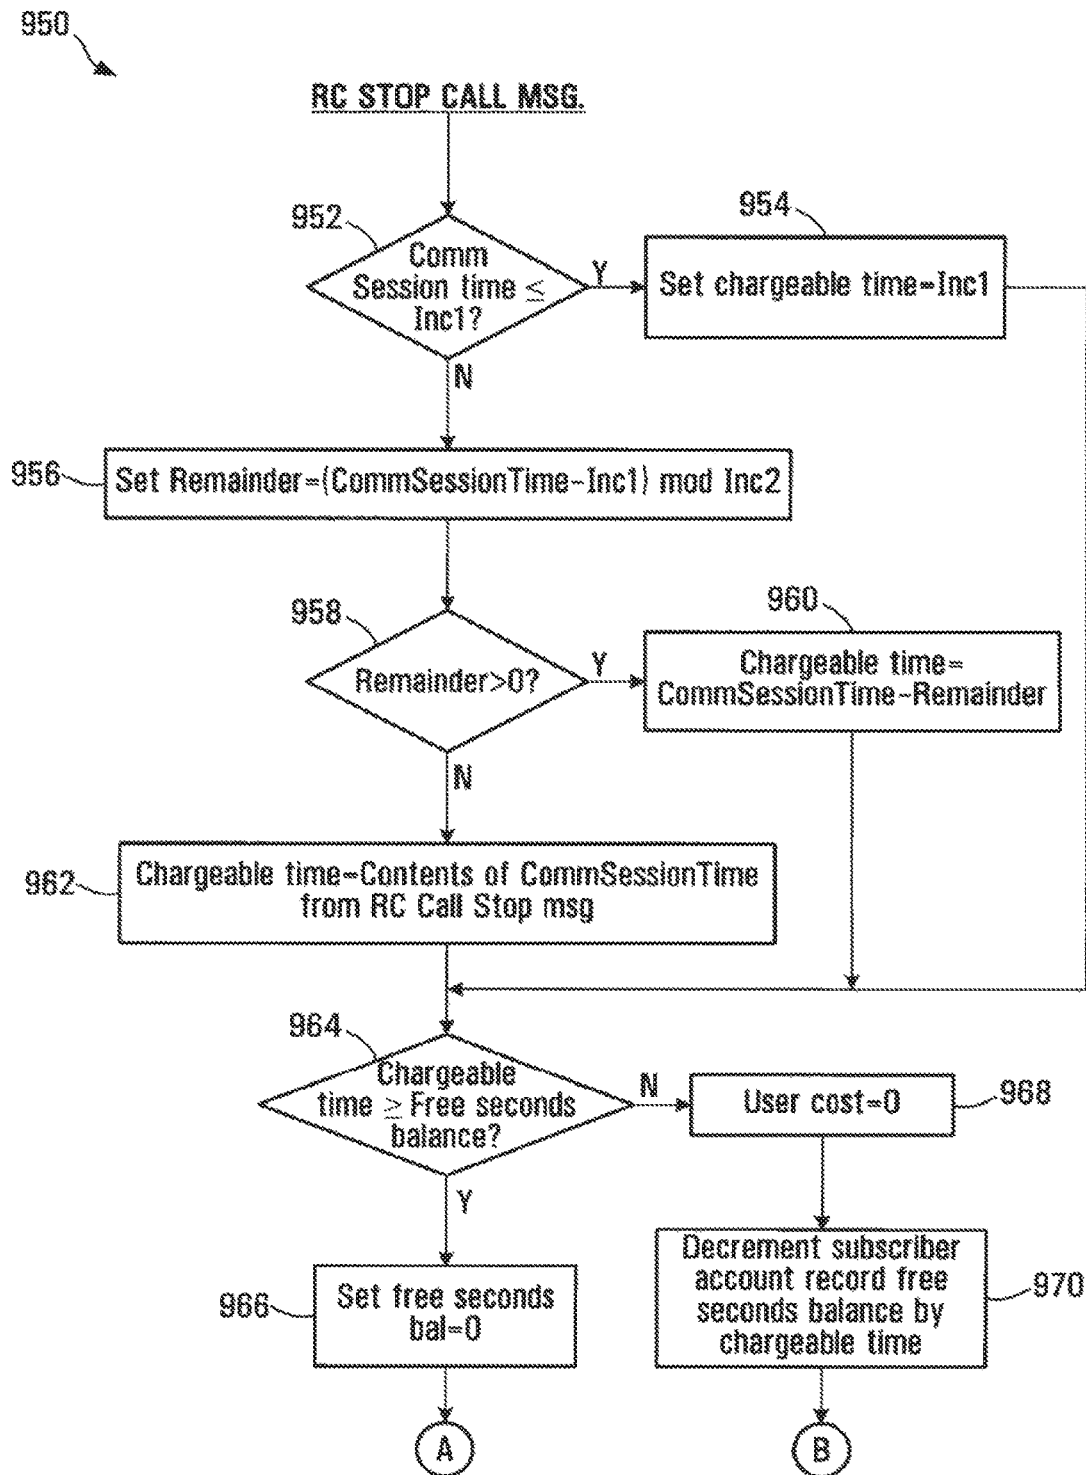 950
RC STOP CALL MSG.
952
Comm
Session time ≤
Inc1?
Y
954
Set chargeable time=Inc1
N
956
Set Remainder=(CommSessionTime-Inc1) mod Inc2
958
Remainder>0?
Y
960
Chargeable time=
CommSessionTime-Remainder
N
962
Chargeable time-Contents of CommSessionTime
from RC Call Stop msg
964
Chargeable
time ≥ Free seconds
balance?
N
User cost=0
968
Y
966
Set free seconds
bal=0
Decrement subscriber
account record free
seconds balance by
chargeable time
970
A
B